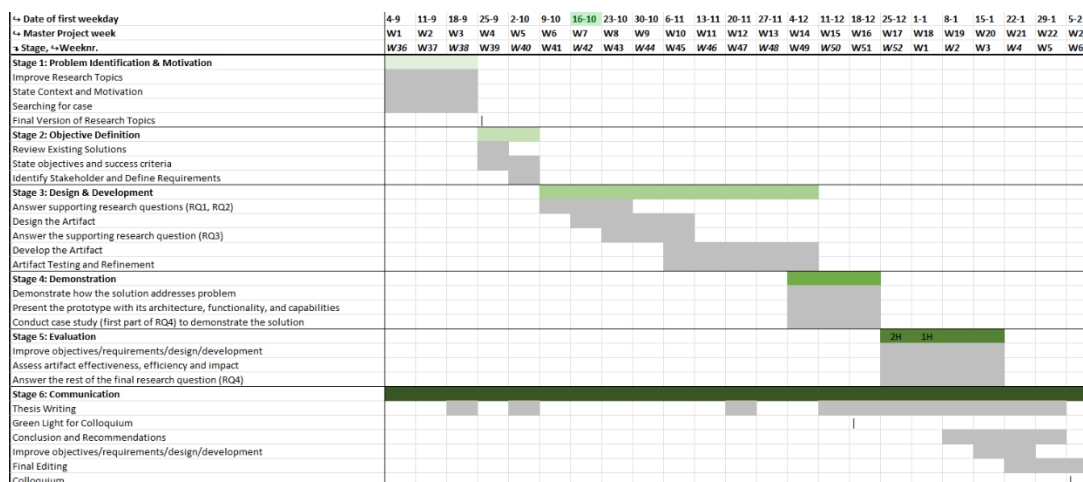 ↪ Date of first weekday 4-9 11-9 18-9 25-9 2-10 9-10 16-10 23-10 30-10 6-11 13-11 20-11 27-11 4-12 11-12 18-12 25-12 1-1 8-1 15-1 22-1 29-1 5-2
↪ Master Project week W1 W2 W3 W4 W5 W6 W7 W8 W9 W10 W11 W12 W13 W14 W15 W16 W17 W18 W19 W20 W21 W22 W2
↴ Stage, ↪Weeknr. W36 W37 W38 W39 W40 W41 W42 W43 W44 W45 W46 W47 W48 W49 W50 W51 W52 W1 W2 W3 W4 W5 W6
Stage 1: Problem Identification & Motivation
Improve Research Topics
State Context and Motivation
Searching for case
Final Version of Research Topics |
Stage 2: Objective Definition
Review Existing Solutions
State objectives and success criteria
Identify Stakeholder and Define Requirements
Stage 3: Design & Development
Answer supporting research questions (RQ1, RQ2)
Design the Artifact
Answer the supporting research question (RQ3)
Develop the Artifact
Artifact Testing and Refinement
Stage 4: Demonstration
Demonstrate how the solution addresses problem
Present the prototype with its architecture, functionality, and capabilities
Conduct case study (first part of RQ4) to demonstrate the solution
Stage 5: Evaluation 2H 1H
Improve objectives/requirements/design/development
Assess artifact effectiveness, efficiency and impact
Answer the rest of the final research question (RQ4)
Stage 6: Communication
Thesis Writing
Green Light for Colloquium |
Conclusion and Recommendations
Improve objectives/requirements/design/development
Final Editing
Colloquium |